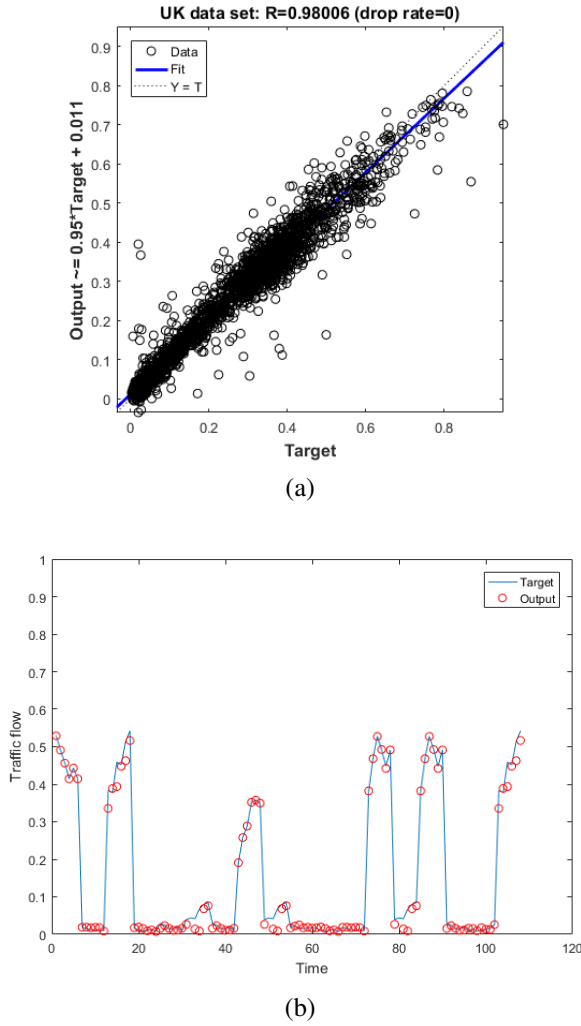 UK data set: R=0.98006 (drop rate=0)
Output ~= 0.95*Target + 0.011
0.9
0.8
0.7
0.6
0.5
0.4
0.3
0.2
0.1
0
Data
Fit
Y = T
0 0.2 0.4 0.6 0.8
Target
(a)
Traffic flow
1
0.9
0.8
0.7
0.6
0.5
0.4
0.3
0.2
0.1
0
Target
Output
0 20 40 60 80 100 120
Time
(b)